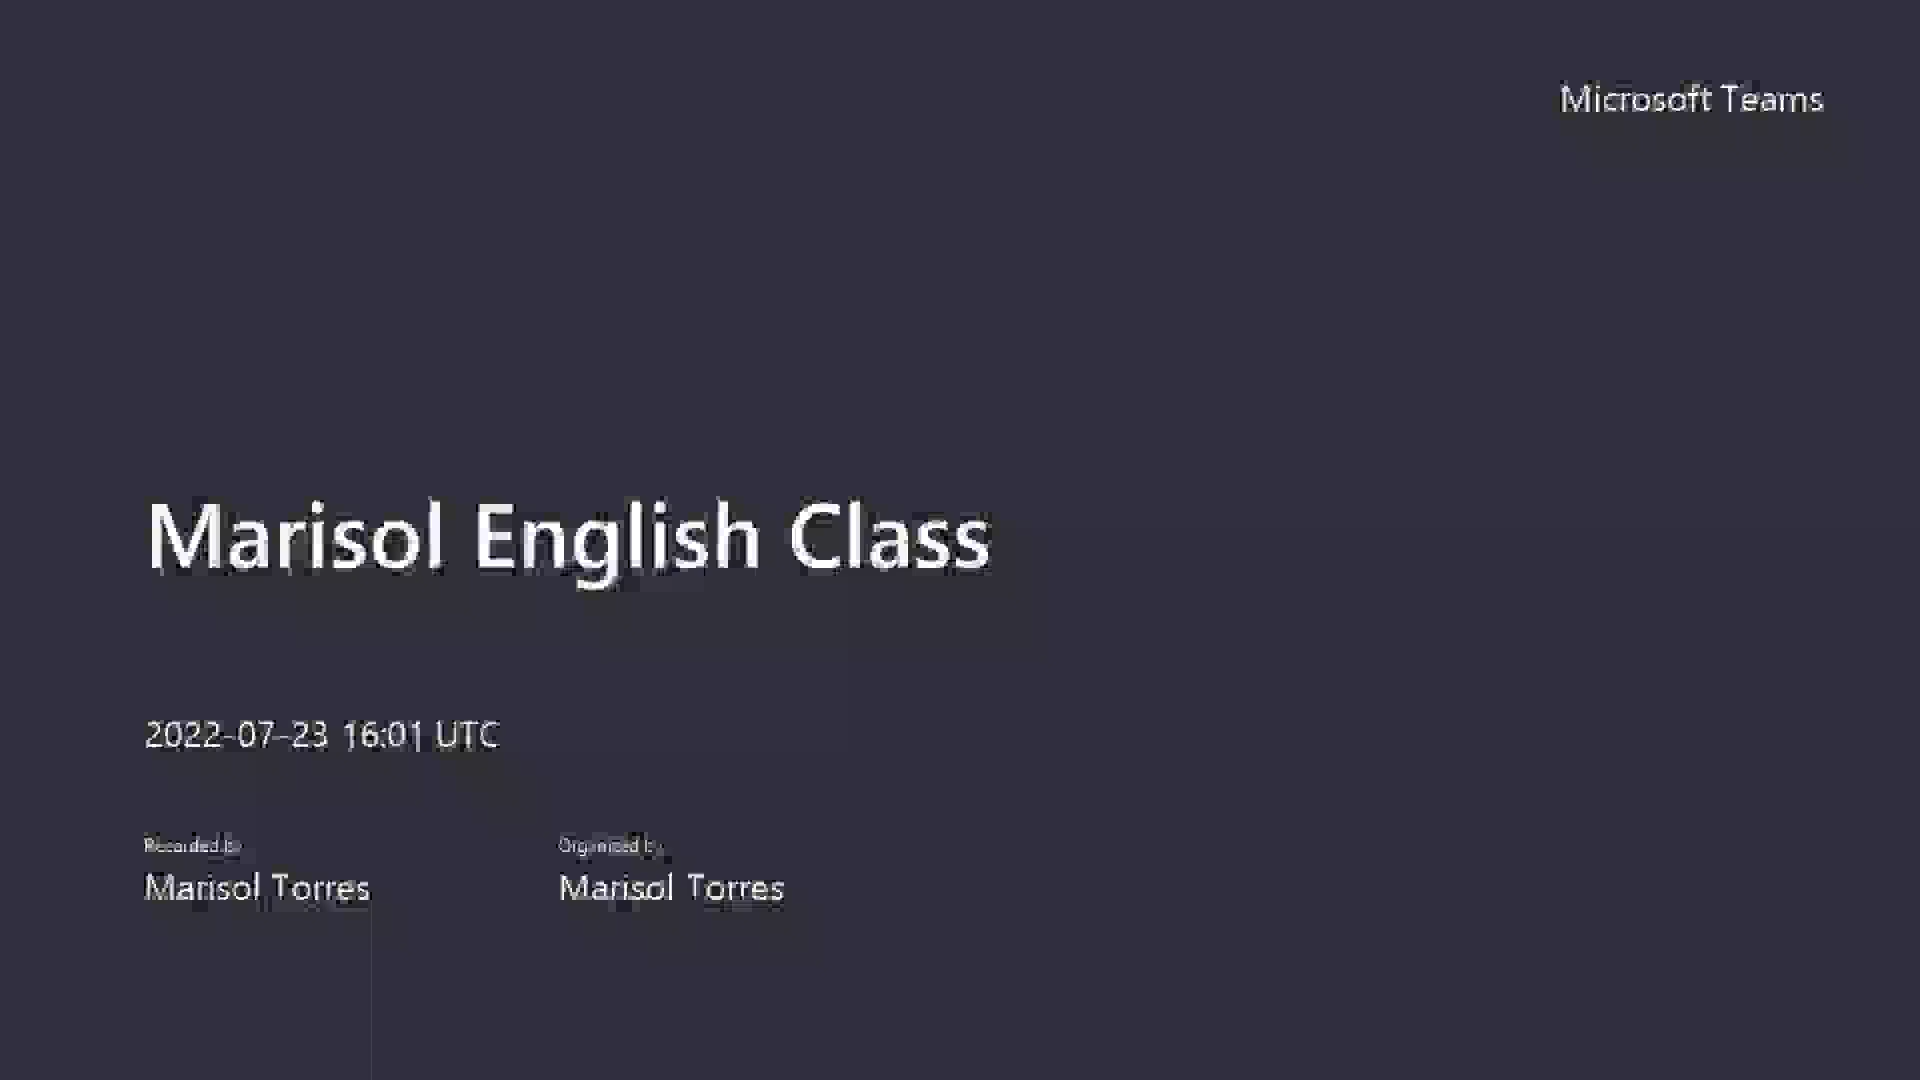 Microsoft Teams
Marisol English Class
2022-07-23 16:01 UTC
Recorded by
Organized by
Marisol Torres
Marisol Torres